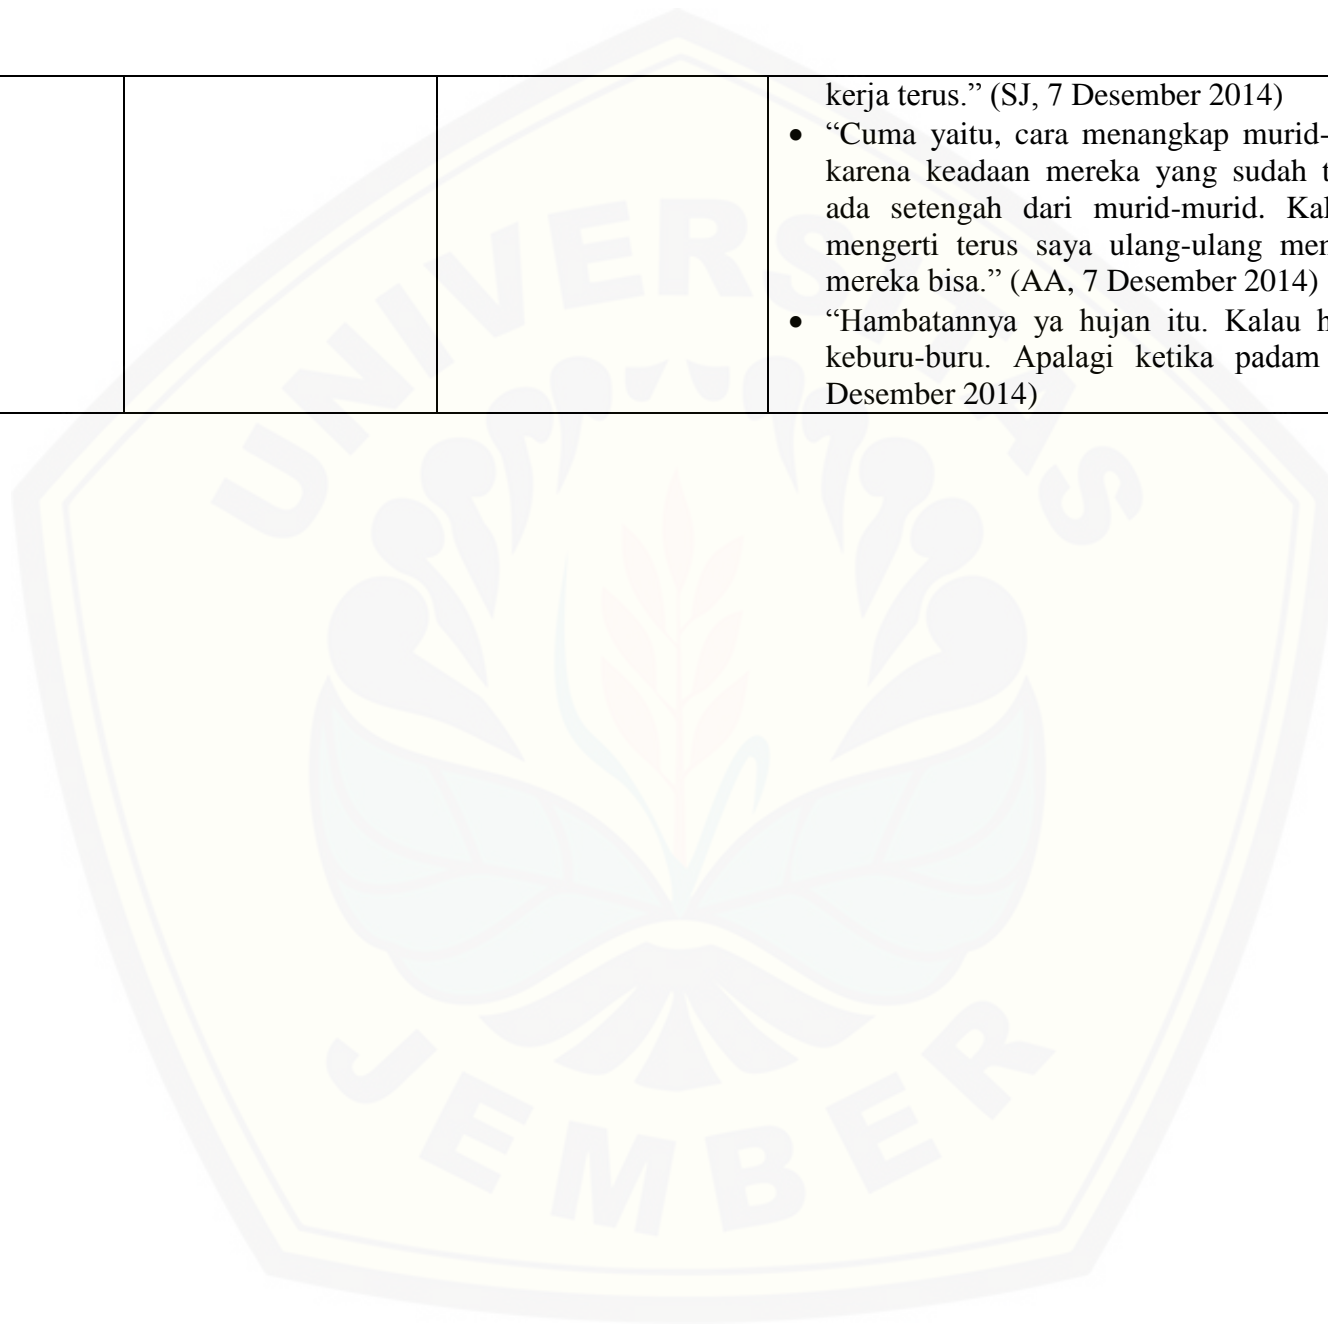 kerja terus.” (SJ, 7 Desember 2014)
• “Cuma yaitu, cara menangkap murid-
karena keadaan mereka yang sudah
ada setengah dari murid-murid.
mengerti terus saya ulang-ulang
mereka bisa.” (AA, 7 Desember 2014)
• “Hambatannya ya hujan itu. Kalau
keburu-buru. Apalagi ketika padam
Desember 2014)
UNIVERSITAS
JEMBER